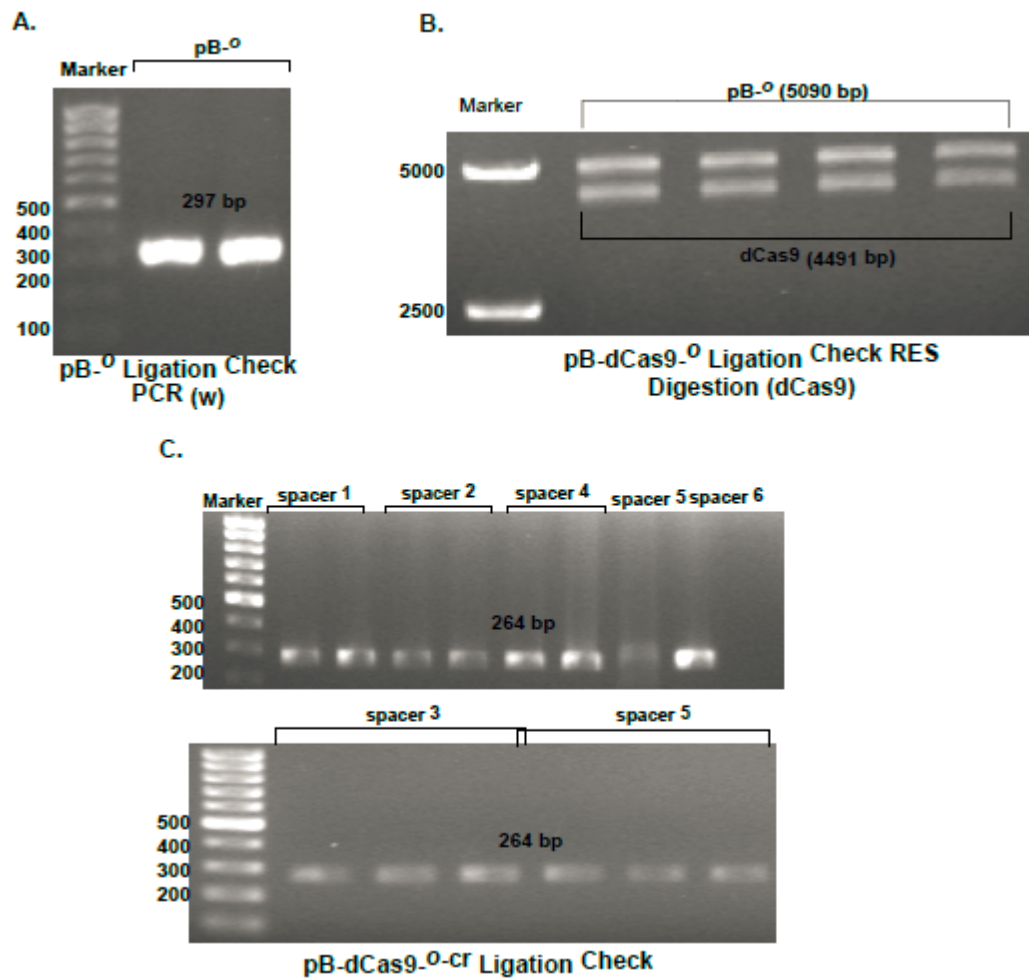 A.
pB-o
Marker
297 bp
500
400
300
200
100
pB-o Ligation Check
PCR (w)
B.
pB-o (5090 bp)
Marker
5000
dCas9 (4491 bp)
2500
pB-dCas9-o Ligation Check RES
Digestion (dCas9)
C.
Marker spacer 1 spacer 2 spacer 4 spacer 5 spacer 6
500
400
300
200
264 bp
spacer 3 spacer 5
500
400
300
200
264 bp
pB-dCas9-o-cr Ligation Check